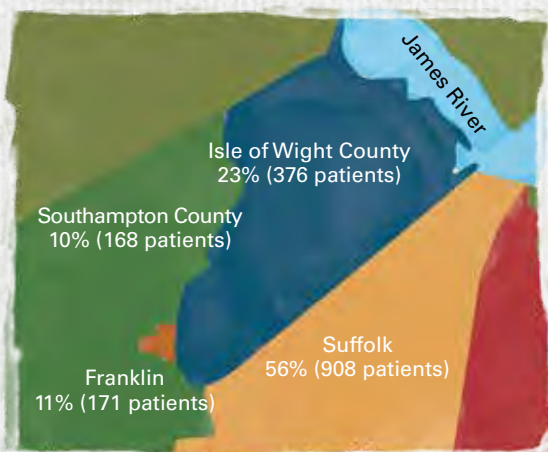 James River
Isle of Wight County
23% (376 patients)
Southampton County
10% (168 patients)
Suffolk
56% (908 patients)
Franklin
11% (171 patients)